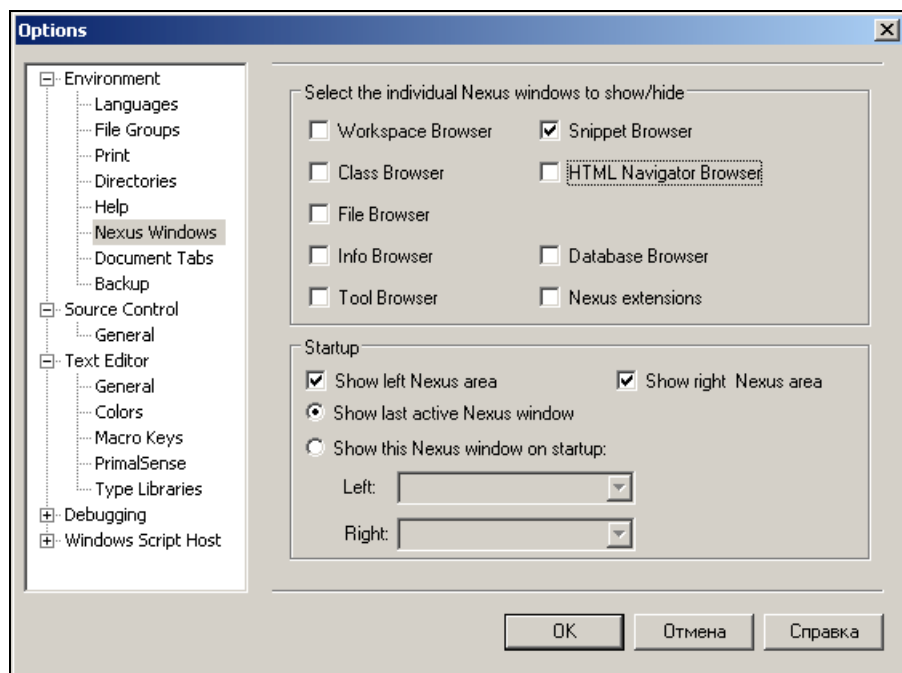 Options
Environment
Languages
File Groups
Print
Directories
Help
Nexus Windows
Document Tabs
Backup
Source Control
General
Text Editor
General
Colors
Macro Keys
PrimalSense
Type Libraries
Debugging
Windows Script Host
Select the individual Nexus windows to show/hide
Workspace Browser Snippet Browser
Class Browser HTML Navigator Browser
File Browser
Info Browser Database Browser
Tool Browser Nexus extensions
Startup
Show left Nexus area Show right Nexus area
Show last active Nexus window
Show this Nexus window on startup:
Left:
Right:
OK Отмена Справка